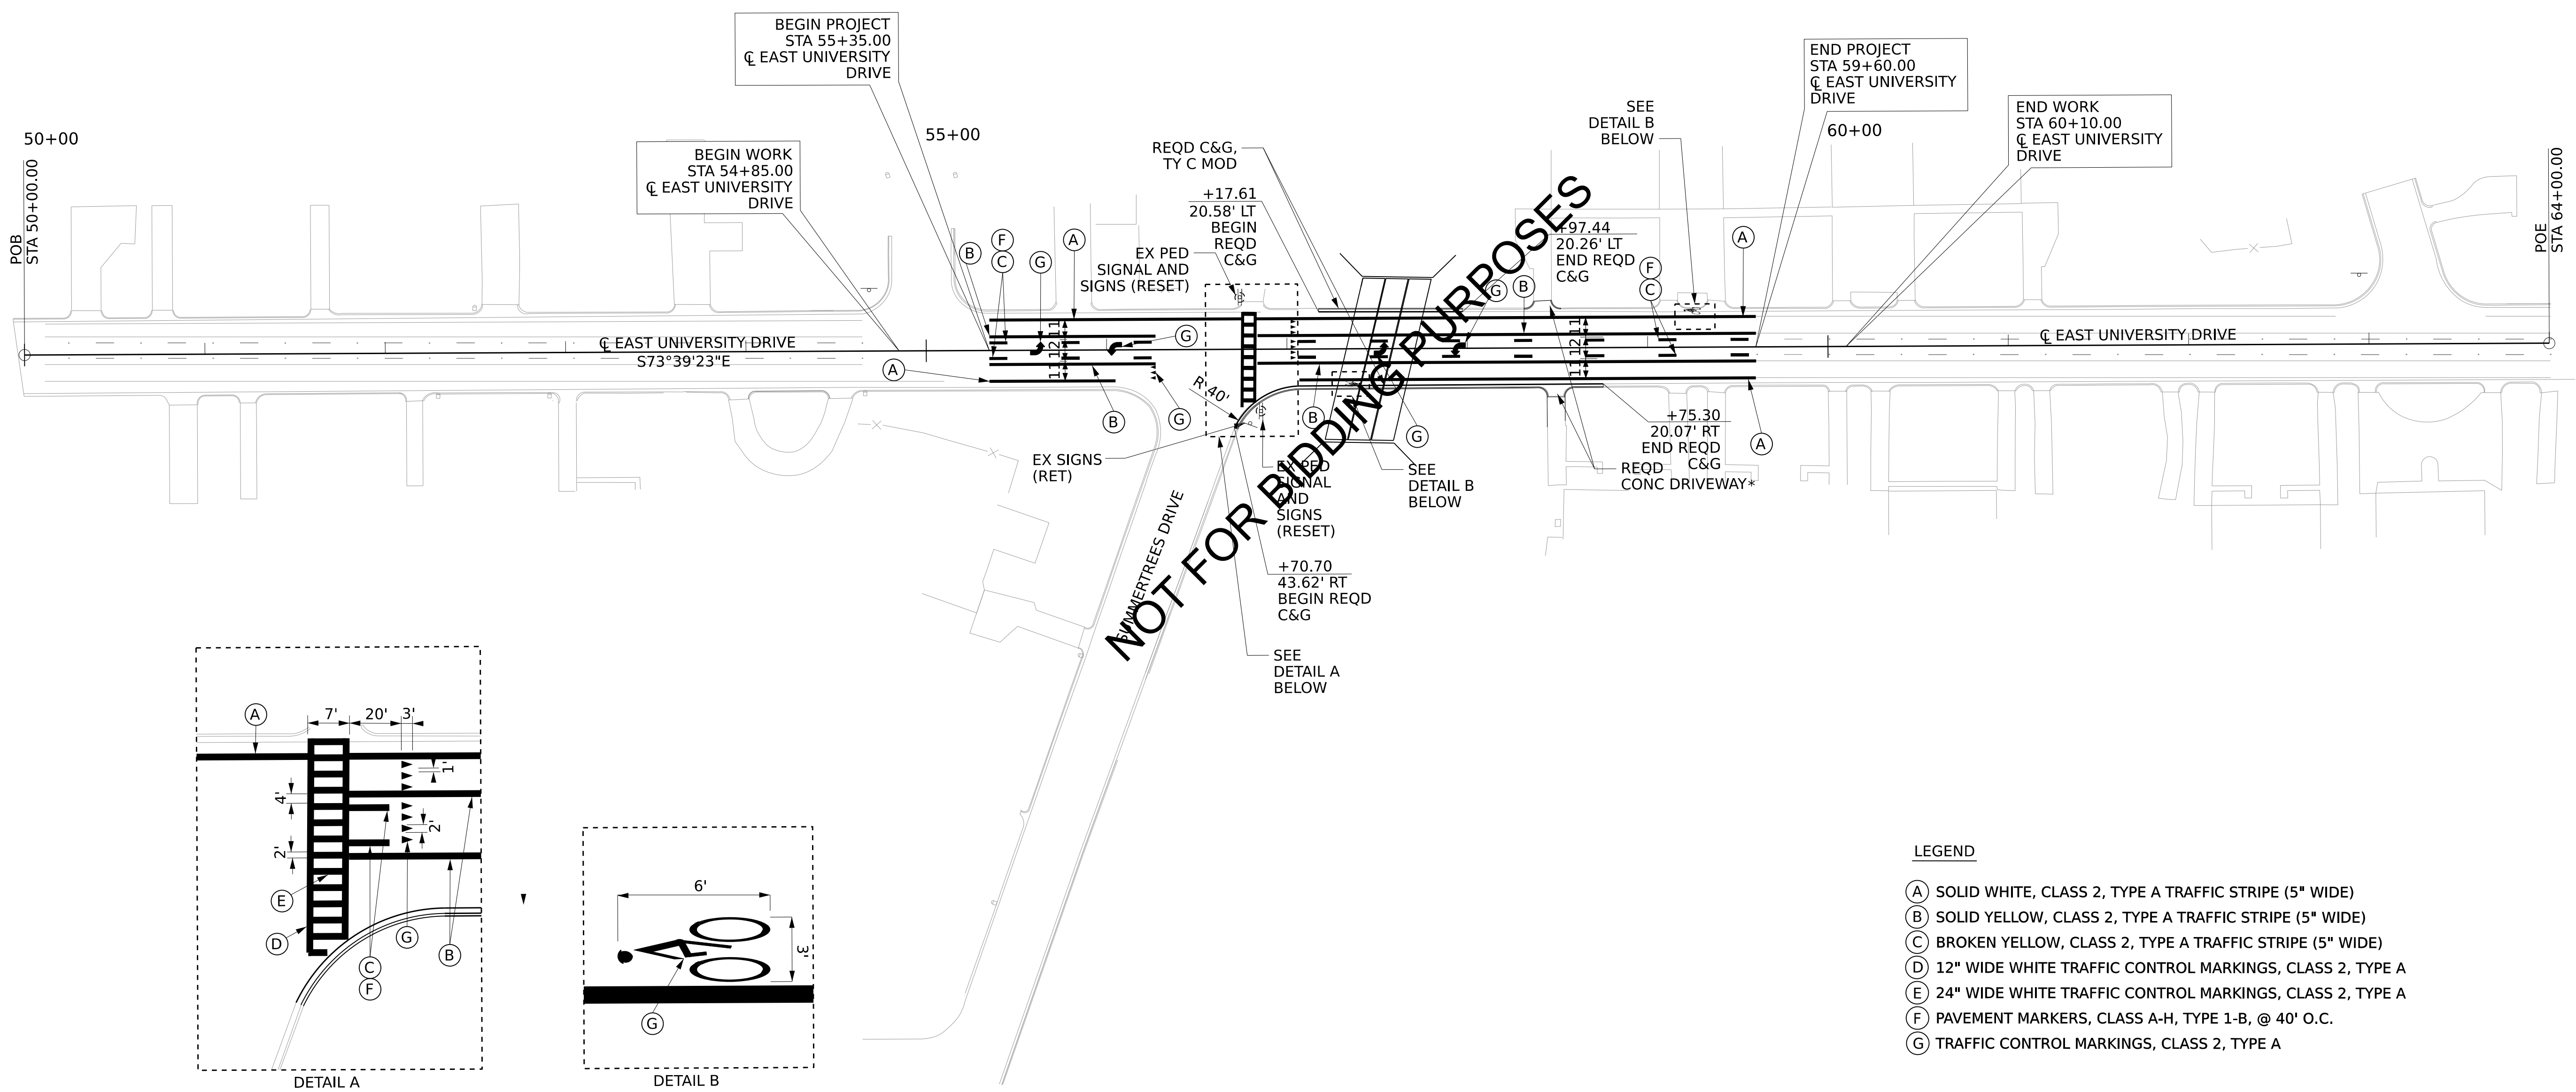 BEGIN PROJECT
STA 55+35.00
℄ EAST UNIVERSITY
DRIVE
END PROJECT
STA 59+60.00
℄ EAST UNIVERSITY
DRIVE
BEGIN WORK
STA 54+85.00
℄ EAST UNIVERSITY
DRIVE
END WORK
STA 60+10.00
℄ EAST UNIVERSITY
DRIVE
50+00
55+00
60+00
POB
STA 50+00.00
POE
STA 64+00.00
SEE
DETAIL B
BELOW
REQD C&G,
TY C MOD
+17.61
20.58' LT
BEGIN
REQD
C&G
EX PED
SIGNAL AND
SIGNS (RESET)
+97.44
20.26' LT
END REQD
C&G
B
F
C
G
A
G
B
F
C
A
℄ EAST UNIVERSITY DRIVE
S73°39'23"E
℄ EAST UNIVERSITY DRIVE
11
12
11
11
12
11
A
G
B
G
R 40'
B
G
A
+75.30
20.07' RT
END REQD
C&G
REQD
CONC DRIVEWAY*
EX SIGNS
(RET)
EX PED
SIGNAL
AND
SIGNS
(RESET)
SEE
DETAIL B
BELOW
+70.70
43.62' RT
BEGIN REQD
C&G
SEE
DETAIL A
BELOW
SUMMERTREES DRIVE
NOT FOR BIDDING PURPOSES
A
7'
20'
3'
1'
4'
2'
2'
E
D
G
B
C
F
DETAIL A
6'
3'
G
DETAIL B
LEGEND
A SOLID WHITE, CLASS 2, TYPE A TRAFFIC STRIPE (5" WIDE)
B SOLID YELLOW, CLASS 2, TYPE A TRAFFIC STRIPE (5" WIDE)
C BROKEN YELLOW, CLASS 2, TYPE A TRAFFIC STRIPE (5" WIDE)
D 12" WIDE WHITE TRAFFIC CONTROL MARKINGS, CLASS 2, TYPE A
E 24" WIDE WHITE TRAFFIC CONTROL MARKINGS, CLASS 2, TYPE A
F PAVEMENT MARKERS, CLASS A-H, TYPE 1-B, @ 40' O.C.
G TRAFFIC CONTROL MARKINGS, CLASS 2, TYPE A